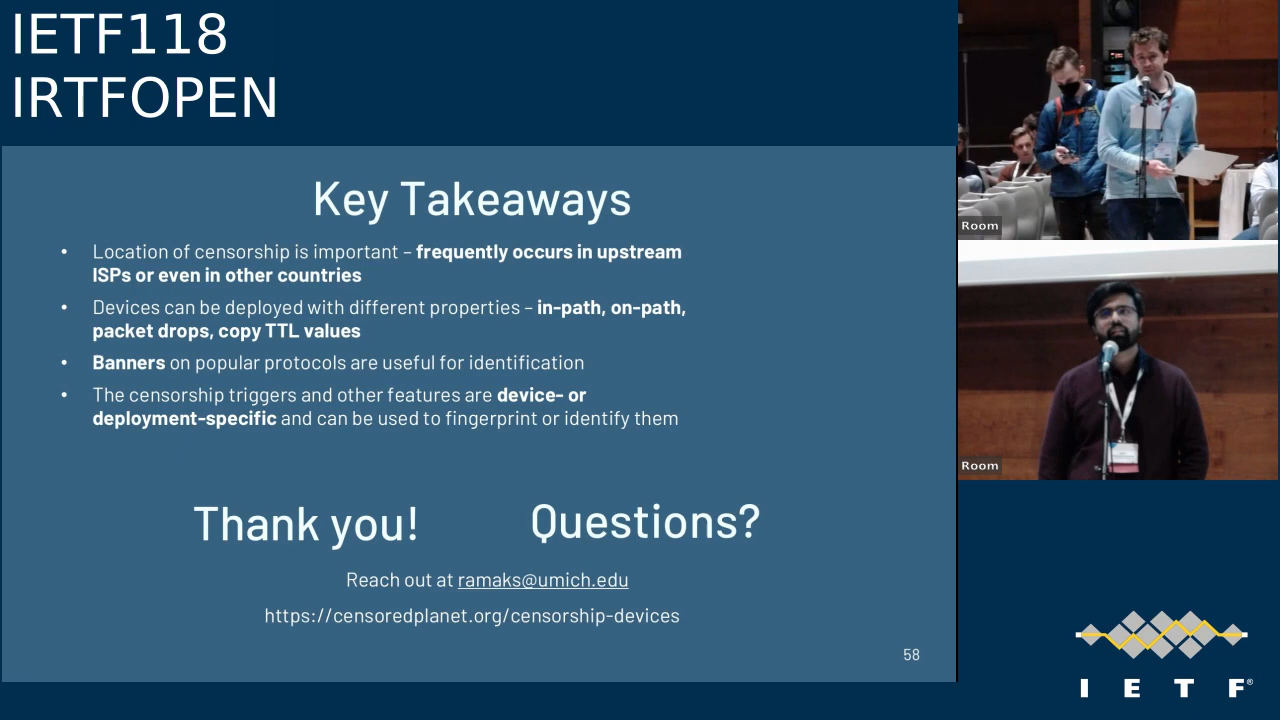 IETF118
IRTFOPEN
Key Takeaways
• Location of censorship is important – frequently occurs in upstream
ISPs or even in other countries
• Devices can be deployed with different properties – in-path, on-path,
packet drops, copy TTL values
• Banners on popular protocols are useful for identification
• The censorship triggers and other features are device- or
deployment-specific and can be used to fingerprint or identify them
Thank you! Questions?
Reach out at ramaks@umich.edu
https://censoredplanet.org/censorship-devices
58
Room
Room
I E T F®